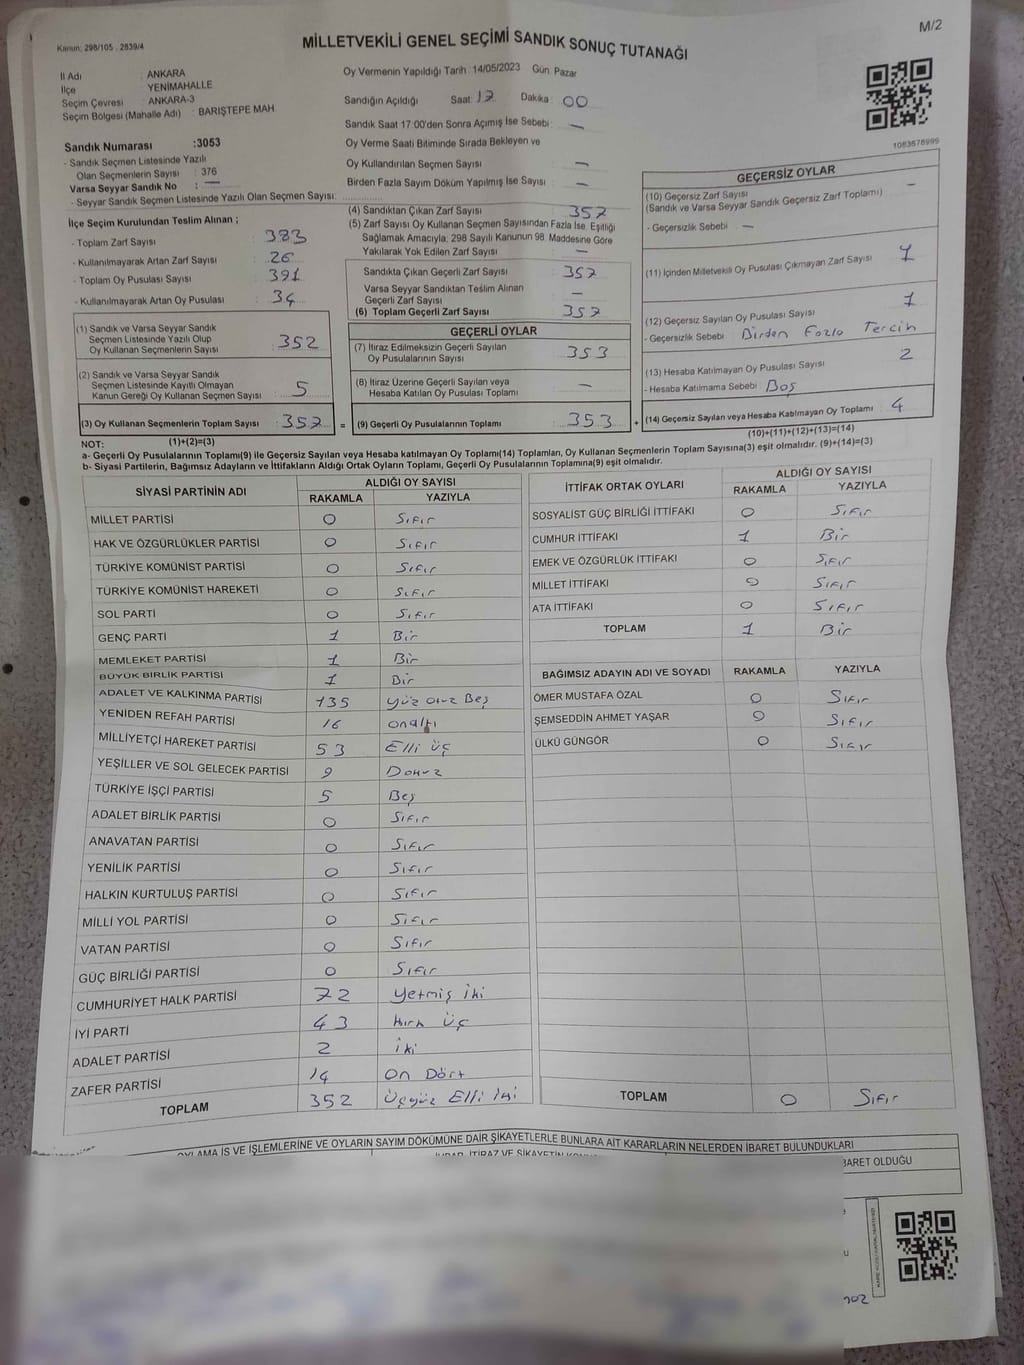 Kanun; 298/105 . 2839/4
M/2
MİLLETVEKİLİ GENEL SEÇİMİ SANDIK SONUÇ TUTANAĞI
İl Adı : ANKARA
İlçe YENİMAHALLE
Seçim Çevresi : ANKARA-3
Seçim Bölgesi (Mahalle Adı) : BARIŞTEPE MAH.
Oy Vermenin Yapıldığı Tarih : 14/05/2023 Gün : Pazar
Sandığın Açıldığı Saat: 17 Dakika : 00
Sandık Saat 17:00'den Sonra Açımış İse Sebebi : —
Oy Verme Saati Bitiminde Sırada Bekleyen ve
Oy Kullandırılan Seçmen Sayısı —
Birden Fazla Sayım Döküm Yapılmış İse Sayısı : —
1083678999
Sandık Numarası :3053
- Sandık Seçmen Listesinde Yazılı
Olan Seçmenlerin Sayısı : 376
Varsa Seyyar Sandık No : —
- Seyyar Sandık Seçmen Listesinde Yazılı Olan Seçmen Sayısı:
İlçe Seçim Kurulundan Teslim Alınan ;
- Toplam Zarf Sayısı : 383
- Kullanılmayarak Artan Zarf Sayısı : 26
- Toplam Oy Pusulası Sayısı : 391
- Kullanılmayarak Artan Oy Pusulası : 34
(1) Sandık ve Varsa Seyyar Sandık
Seçmen Listesinde Yazılı Olup
Oy Kullanan Seçmenlerin Sayısı : 352
(2) Sandık ve Varsa Seyyar Sandık
Seçmen Listesinde Kayıtlı Olmayan
Kanun Gereği Oy Kullanan Seçmen Sayısı : 5
(3) Oy Kullanan Seçmenlerin Toplam Sayısı : 357
(1)+(2)=(3)
(4) Sandıktan Çıkan Zarf Sayısı : 357
(5) Zarf Sayısı Oy Kullanan Seçmen Sayısından Fazla İse, Eşitliği
Sağlamak Amacıyla; 298 Sayılı Kanunun 98. Maddesine Göre
Yakılarak Yok Edilen Zarf Sayısı : —
Sandıkta Çıkan Geçerli Zarf Sayısı : 357
Varsa Seyyar Sandıktan Teslim Alınan
Geçerli Zarf Sayısı : —
(6) Toplam Geçerli Zarf Sayısı : 357
GEÇERLİ OYLAR
(7) İtiraz Edilmeksizin Geçerli Sayılan
Oy Pusulalarının Sayısı : 353
(8) İtiraz Üzerine Geçerli Sayılan veya
Hesaba Katılan Oy Pusulası Toplamı : —
= (9) Geçerli Oy Pusulalarının Toplamı : 353
GEÇERSİZ OYLAR
(10) Geçersiz Zarf Sayısı
(Sandık ve Varsa Seyyar Sandık Geçersiz Zarf Toplamı) —
- Geçersizlik Sebebi : —
(11) İçinden Milletvekili Oy Pusulası Çıkmayan Zarf Sayısı : 1
(12) Geçersiz Sayılan Oy Pusulası Sayısı : 1
- Geçersizlik Sebebi : Birden Fazla Tercih
(13) Hesaba Katılmayan Oy Pusulası Sayısı : 2
- Hesaba Katılmama Sebebi : Boş
+ (14) Geçersiz Sayılan veya Hesaba Katılmayan Oy Toplamı : 4
(10)+(11)+(12)+(13)=(14)
NOT:
a- Geçerli Oy Pusulasının Toplamı(9) ile Geçersiz Sayılan veya Hesaba katılmayan Oy Toplamı(14) Toplamları, Oy Kullanan Seçmenlerin Toplam Sayısına(3) eşit olmalıdır. (9)+(14)=(3)
b- Siyasi Partilerin, Bağımsız Adayların ve İttifakların Aldığı Ortak Oyların Toplamı, Geçerli Oy Pusulalarının Toplamına(9) eşit olmalıdır.
SİYASİ PARTİNİN ADI ALDIĞI OY SAYISI
RAKAMLA YAZIYLA
MİLLET PARTİSİ 0 Sıfır
HAK VE ÖZGÜRLÜKLER PARTİSİ 0 Sıfır
TÜRKİYE KOMÜNİST PARTİSİ 0 Sıfır
TÜRKİYE KOMÜNİST HAREKETİ 0 Sıfır
SOL PARTİ 0 Sıfır
GENÇ PARTİ 1 Bir
MEMLEKET PARTİSİ 1 Bir
BÜYÜK BİRLİK PARTİSİ 1 Bir
ADALET VE KALKINMA PARTİSİ 135 Yüz otuz Beş
YENİDEN REFAH PARTİSİ 16 onaltı
MİLLİYETÇİ HAREKET PARTİSİ 53 Elli üç
YEŞİLLER VE SOL GELECEK PARTİSİ 9 Dokuz
TÜRKİYE İŞÇİ PARTİSİ 5 Beş
ADALET BİRLİK PARTİSİ 0 Sıfır
ANAVATAN PARTİSİ 0 Sıfır
YENİLİK PARTİSİ 0 Sıfır
HALKIN KURTULUŞ PARTİSİ 0 Sıfır
MİLLİ YOL PARTİSİ 0 Sıfır
VATAN PARTİSİ 0 Sıfır
GÜÇ BİRLİĞİ PARTİSİ 0 Sıfır
CUMHURİYET HALK PARTİSİ 72 Yetmiş iki
İYİ PARTİ 43 Kırk üç
ADALET PARTİSİ 2 iki
ZAFER PARTİSİ 14 On Dört
TOPLAM 352 Üçyüz Elli iki
İTTİFAK ORTAK OYLARI ALDIĞI OY SAYISI
RAKAMLA YAZIYLA
SOSYALİST GÜÇ BİRLİĞİ İTTİFAKI 0 Sıfır
CUMHUR İTTİFAKI 1 Bir
EMEK VE ÖZGÜRLÜK İTTİFAKI 0 Sıfır
MİLLET İTTİFAKI 0 Sıfır
ATA İTTİFAKI 0 Sıfır
TOPLAM 1 Bir
BAĞIMSIZ ADAYIN ADI VE SOYADI RAKAMLA YAZIYLA
ÖMER MUSTAFA ÖZAL 0 Sıfır
ŞEMSEDDİN AHMET YAŞAR 0 Sıfır
ÜLKÜ GÜNGÖR 0 Sıfır
TOPLAM 0 Sıfır
OYLAMA İŞ VE İŞLEMLERİNE VE OYLARIN SAYIM DÖKÜMÜNE DAİR ŞİKAYETLERLE BUNLARA AİT KARARLARIN NELERDEN İBARET BULUNDUKLARI
BARET OLDUĞU